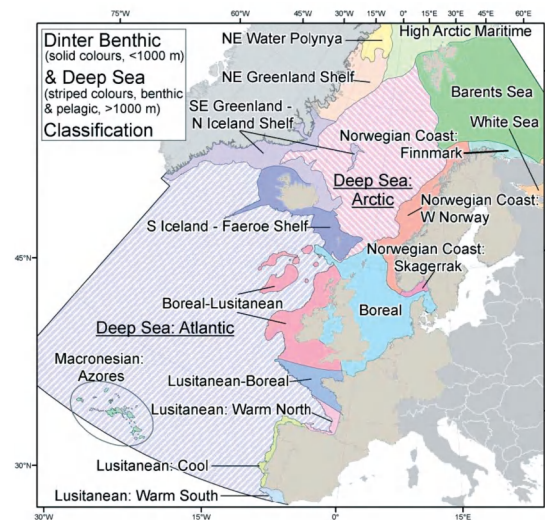 75°W
60°W
45°W
30°W
15°W
0°
15°E
30°E
45°E
60°E
75°E
Dinter Benthic
(solid colours, <1000 m)
& Deep Sea
(striped colours, benthic
& pelagic, >1000 m)
Classification
NE Water Polynya
High Arctic Maritime
NE Greenland Shelf
Barents Sea
SE Greenland -
N Iceland Shelf
White Sea
Norwegian Coast:
Finnmark
Deep Sea:
Arctic
Norwegian Coast:
W Norway
S Iceland - Faeroe Shelf
Norwegian Coast:
Skagerrak
45°N
45°N
Boreal-Lusitanean
Boreal
Deep Sea: Atlantic
Macronesian:
Azores
Lusitanean-Boreal
Lusitanean: Warm North
30°N
30°N
Lusitanean: Cool
Lusitanean: Warm South
30°W
15°W
0°
15°E